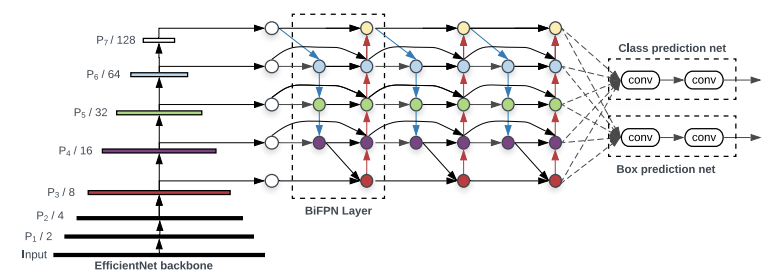 P7 / 128
P6 / 64
P5 / 32
P4 / 16
P3 / 8
P2 / 4
P1 / 2
Input
EfficientNet backbone
BiFPN Layer
Class prediction net
conv conv
conv conv
Box prediction net